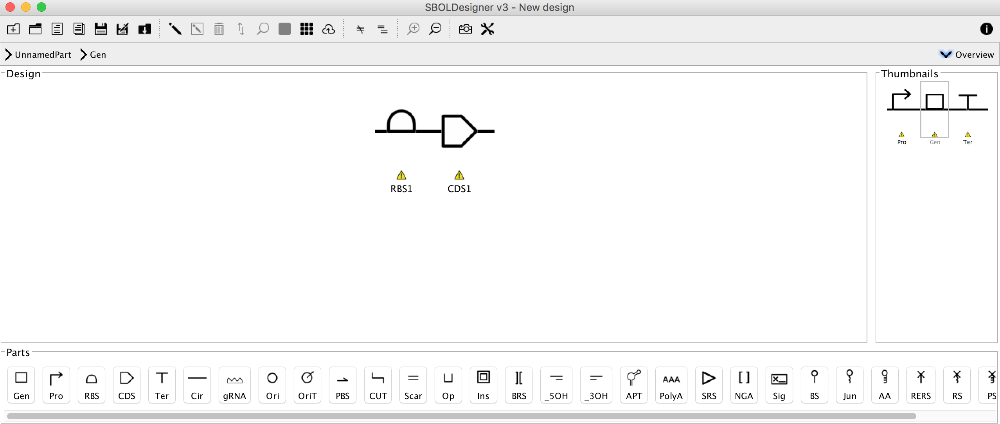 SBOLDesigner v3 - New design
UnnamedPart Gen Overview
Design
Thumbnails
Pro Gen Ter
RBS1 CDS1
Parts
AAA
Gen Pro RBS CDS Ter Cir gRNA Ori OriT PBS CUT Scar Op Ins BRS _5OH _3OH APT PolyA SRS NGA Sig BS Jun AA RERS RS PS